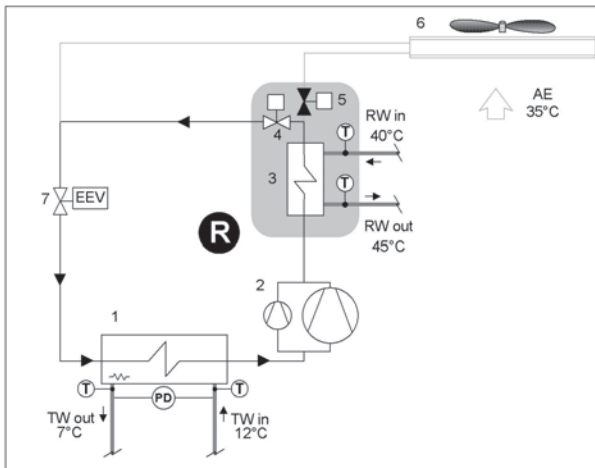 6
AE
35°C
5
4
RW in
40°C
T
3
T
7
EEV
R
RW out
45°C
2
1
T
PD
T
TW out
7°C
TW in
12°C